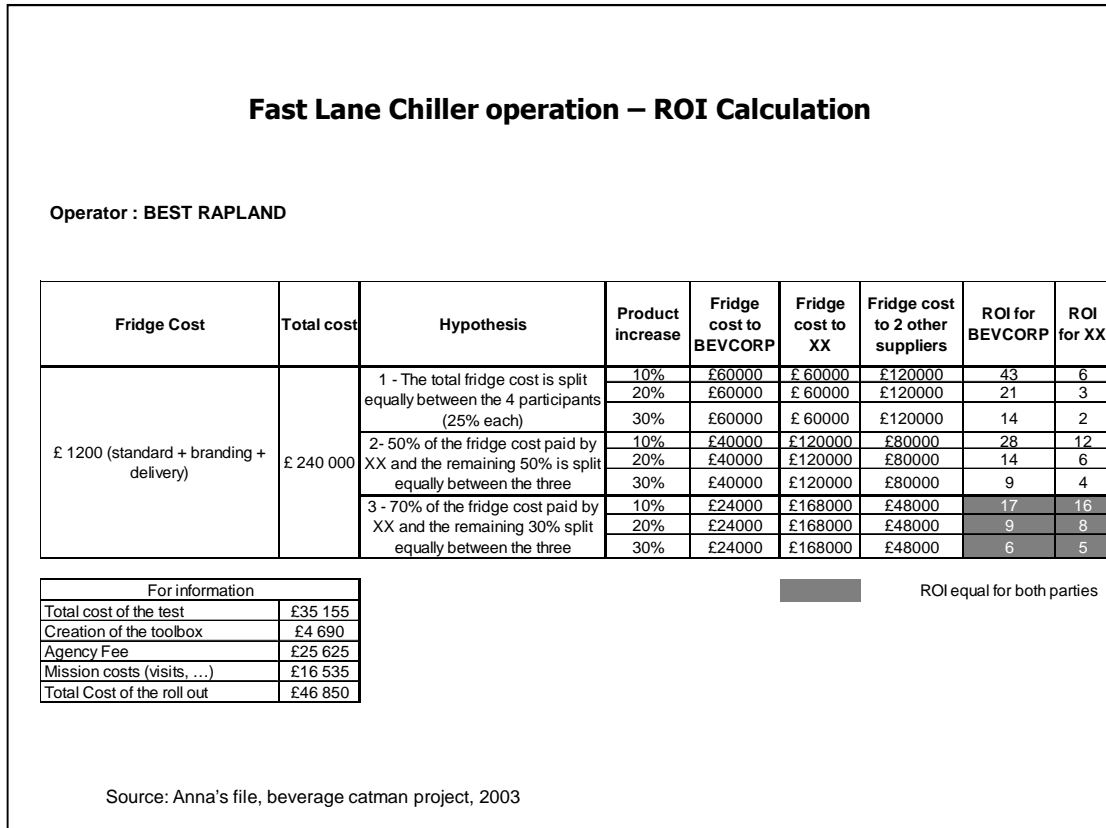 Fast Lane Chiller operation – ROI Calculation
Operator : BEST RAPLAND
Fridge Cost Total cost Hypothesis Product increase Fridge cost to BEVCORP Fridge cost to XX Fridge cost to 2 other suppliers ROI for BEVCORP ROI for XX
£ 1200 (standard + branding + delivery) £ 240 000
1 - The total fridge cost is split
equally between the 4 participants
(25% each)
10% £60000 £ 60000 £120000 43 6
20% £60000 £ 60000 £120000 21 3
30% £60000 £ 60000 £120000 14 2
2- 50% of the fridge cost paid by
XX and the remaining 50% is split
equally between the three
10% £40000 £120000 £80000 28 12
20% £40000 £120000 £80000 14 6
30% £40000 £120000 £80000 9 4
3 - 70% of the fridge cost paid by
XX and the remaining 30% split
equally between the three
10% £24000 £168000 £48000 17 16
20% £24000 £168000 £48000 9 8
30% £24000 £168000 £48000 6 5
For information
Total cost of the test £35 155
Creation of the toolbox £4 690
Agency Fee £25 625
Mission costs (visits, …) £16 535
Total Cost of the roll out £46 850
ROI equal for both parties
Source: Anna’s file, beverage catman project, 2003